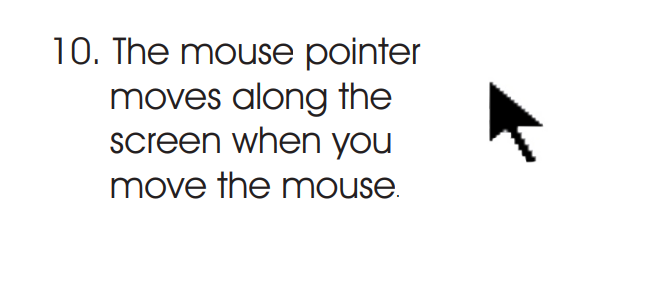 10. The mouse pointer
moves along the
screen when you
move the mouse.